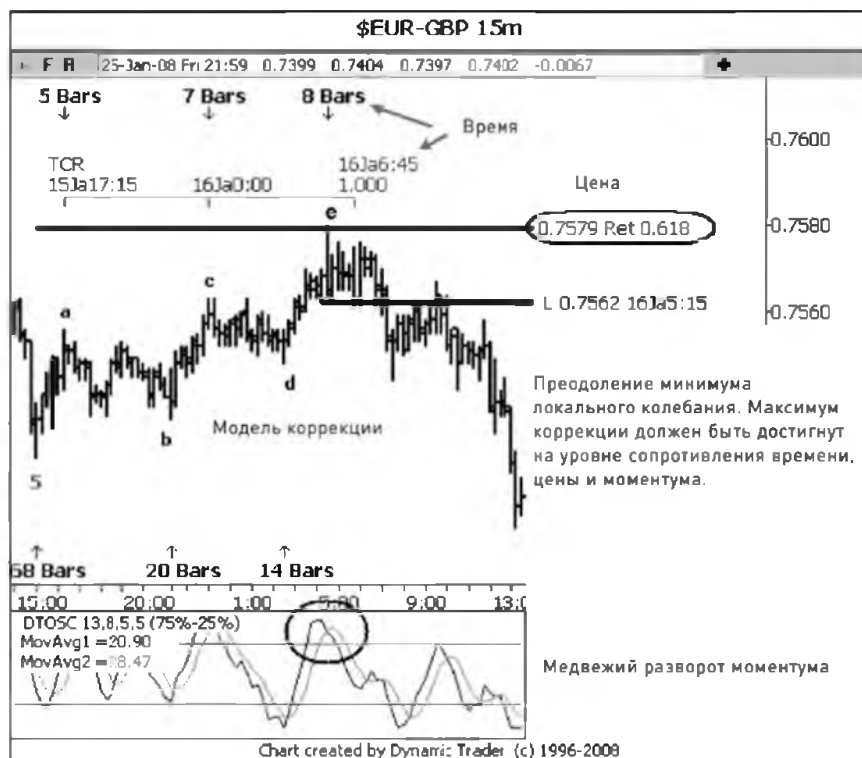 $EUR-GBP 15m
F R 25-Jan-08 Fri 21:59 0.7399 0.7404 0.7397 0.7402 -0.0067
5 Bars 7 Bars 8 Bars
Время
0.7600
TCR
15Ja17:15 16Ja0:00
16Ja6:45
1.000
Цена
e
0.7579 Ret 0.618
0.7580
c
a
L 0.7562 16Ja5:15
0.7560
d
b
Модель коррекции
5
Преодоление минимума
локального колебания. Максимум
коррекции должен быть достигнут
на уровне сопротивления времени,
цены и моментума.
20 Bars 14 Bars
15:00 20:00 1:00 5:00 9:00
DTOSC 13,8,5,5 (75%-25%)
MovAvg1 =20.90
MovAvg2 =
Медвежий разворот моментума
Chart created by Dynamic Trader (c) 1996-2008